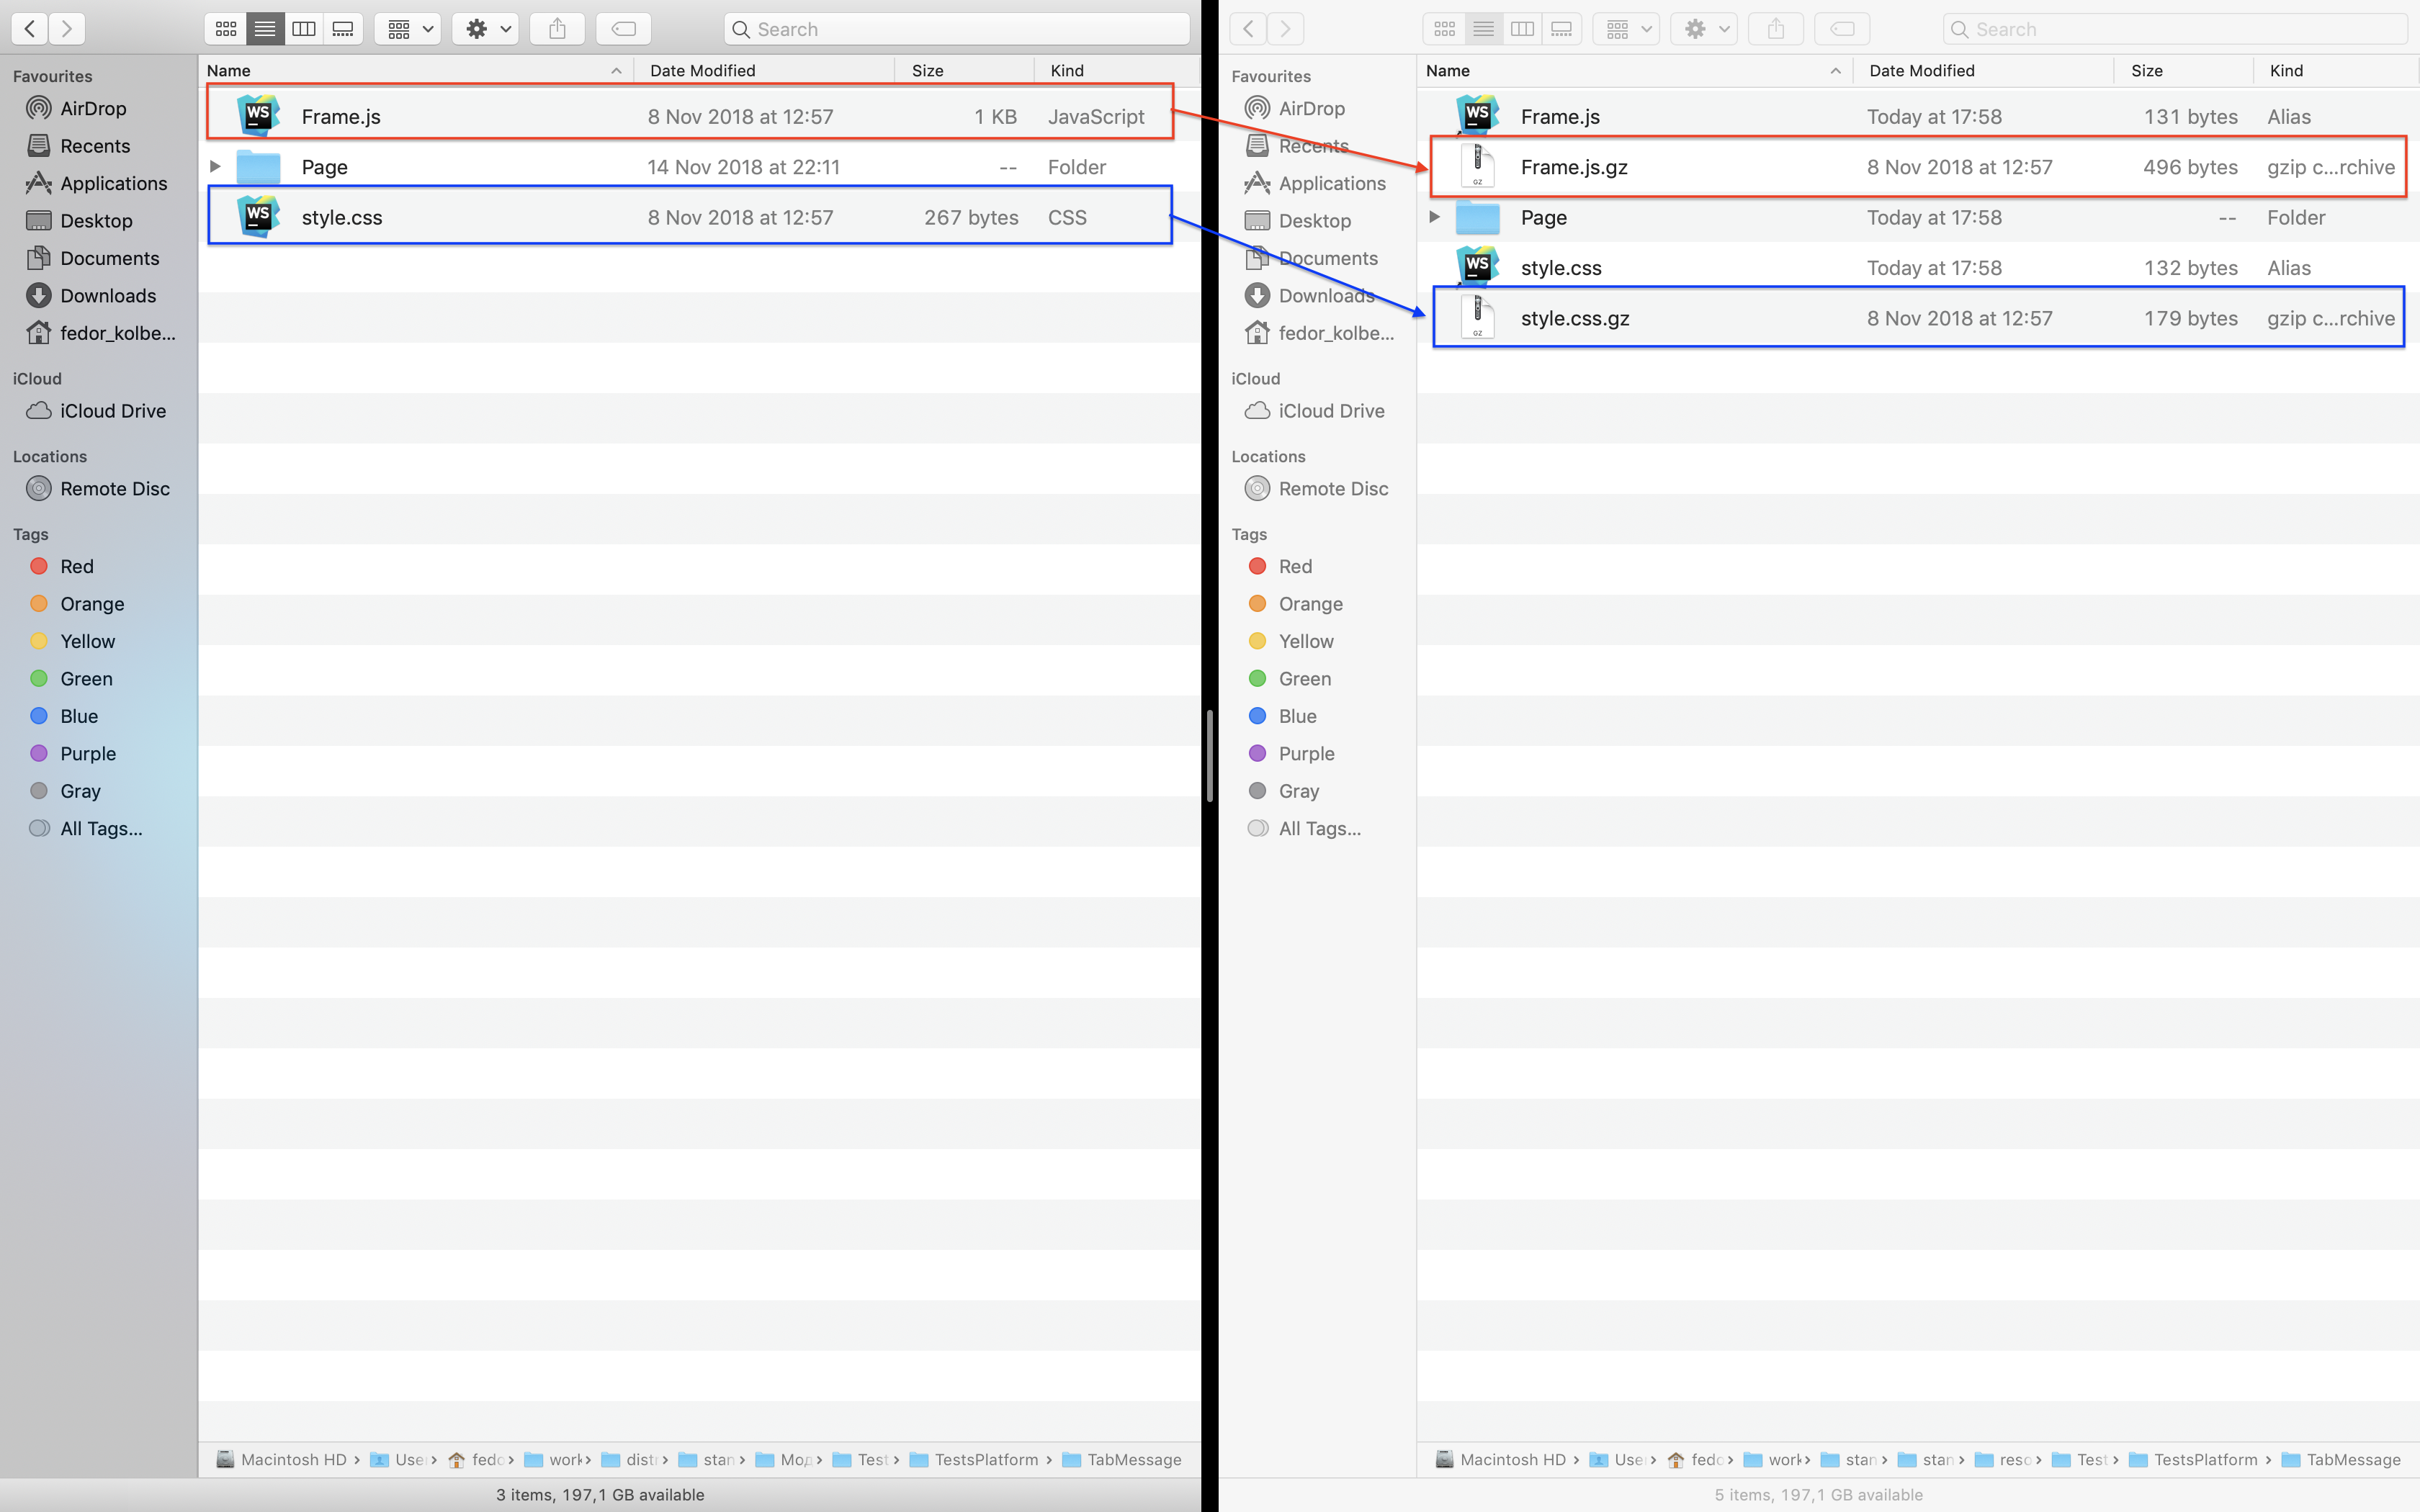 Search
Name Date Modified Size Kind
Favourites
AirDrop
Recents
Applications
Desktop
Documents
Downloads
fedor_kolbe...
iCloud
iCloud Drive
Locations
Remote Disc
Tags
Red
Orange
Yellow
Green
Blue
Purple
Gray
All Tags...
WS Frame.js 8 Nov 2018 at 12:57 1 KB JavaScript
Page 14 Nov 2018 at 22:11 -- Folder
WS style.css 8 Nov 2018 at 12:57 267 bytes CSS
Macintosh HD › User › fedo › work › distr › stan › Мод › Test › TestsPlatform › TabMessage
3 items, 197,1 GB available
Search
Name Date Modified Size Kind
Favourites
AirDrop
Recents
Applications
Desktop
Documents
Downloads
fedor_kolbe...
iCloud
iCloud Drive
Locations
Remote Disc
Tags
Red
Orange
Yellow
Green
Blue
Purple
Gray
All Tags...
WS Frame.js Today at 17:58 131 bytes Alias
GZ Frame.js.gz 8 Nov 2018 at 12:57 496 bytes gzip c...rchive
Page Today at 17:58 -- Folder
WS style.css Today at 17:58 132 bytes Alias
GZ style.css.gz 8 Nov 2018 at 12:57 179 bytes gzip c...rchive
Macintosh HD › User › fedo › work › stan › stan › reso › Test › TestsPlatform › TabMessage
5 items, 197,1 GB available